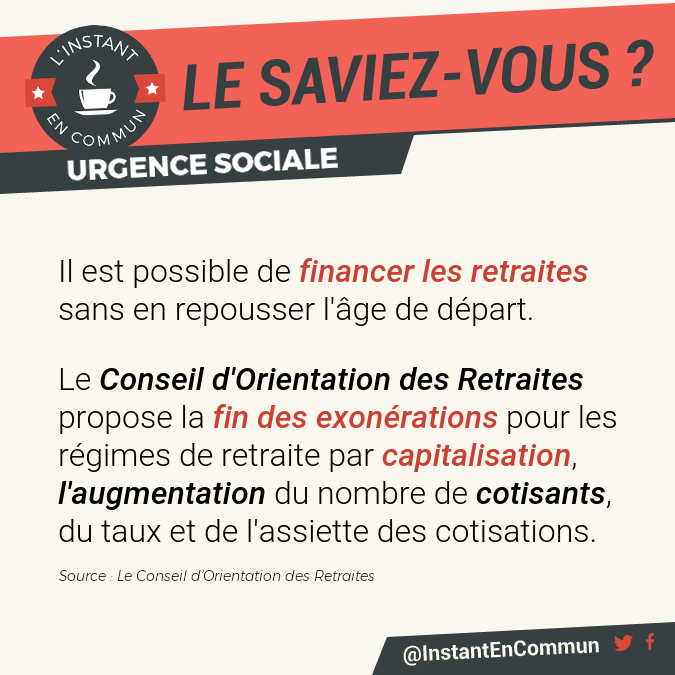 L'INSTANT
EN COMMUN
LE SAVIEZ-VOUS ?
URGENCE SOCIALE
Il est possible de financer les retraites
sans en repousser l'âge de départ.
Le Conseil d'Orientation des Retraites
propose la fin des exonérations pour les
régimes de retraite par capitalisation,
l'augmentation du nombre de cotisants,
du taux et de l'assiette des cotisations.
Source : Le Conseil d'Orientation des Retraites
@InstantEnCommun